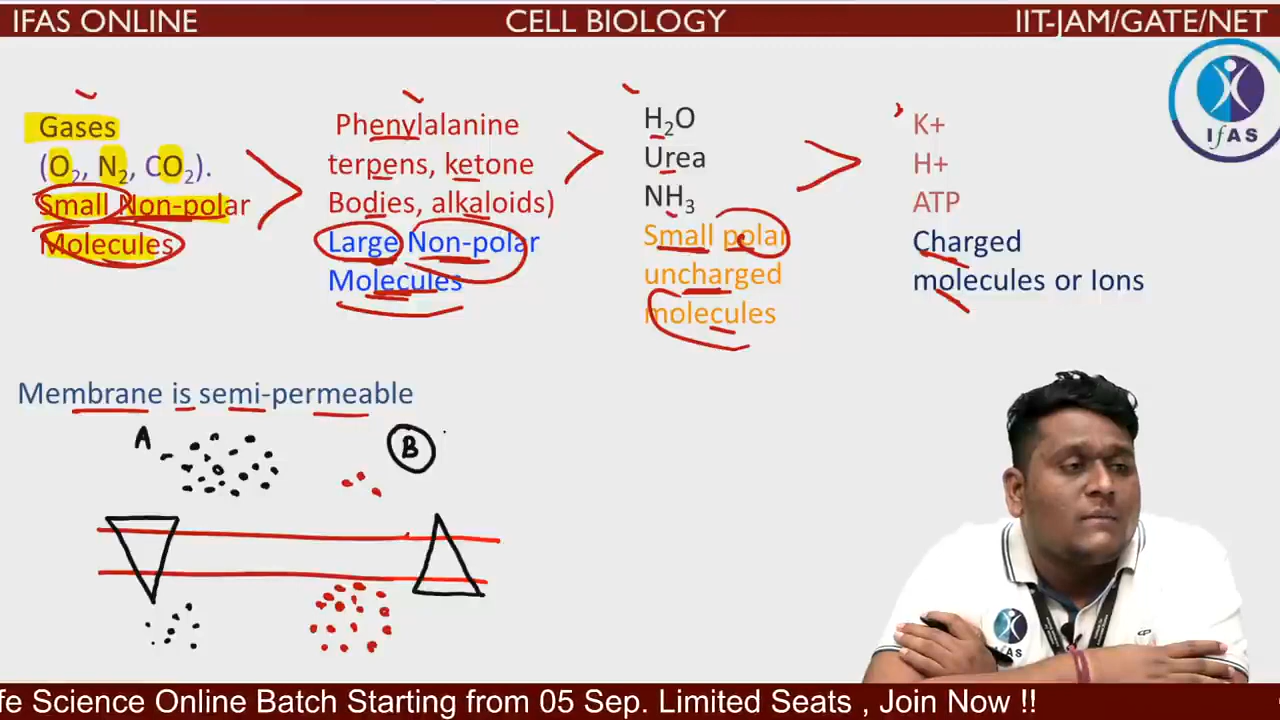 IFAS ONLINE
CELL BIOLOGY
IIT-JAM/GATE/NET
IfAS
Gases
(O₂, N₂, CO₂).
Small Non-polar
Molecules
Phenylalanine
terpens, ketone
Bodies, alkaloids)
Large Non-polar
Molecules
H₂O
Urea
NH₃
Small polar
uncharged
molecules
K+
H+
ATP
Charged
molecules or Ions
Membrane is semi-permeable
A
B
fe Science Online Batch Starting from 05 Sep. Limited Seats , Join Now !!